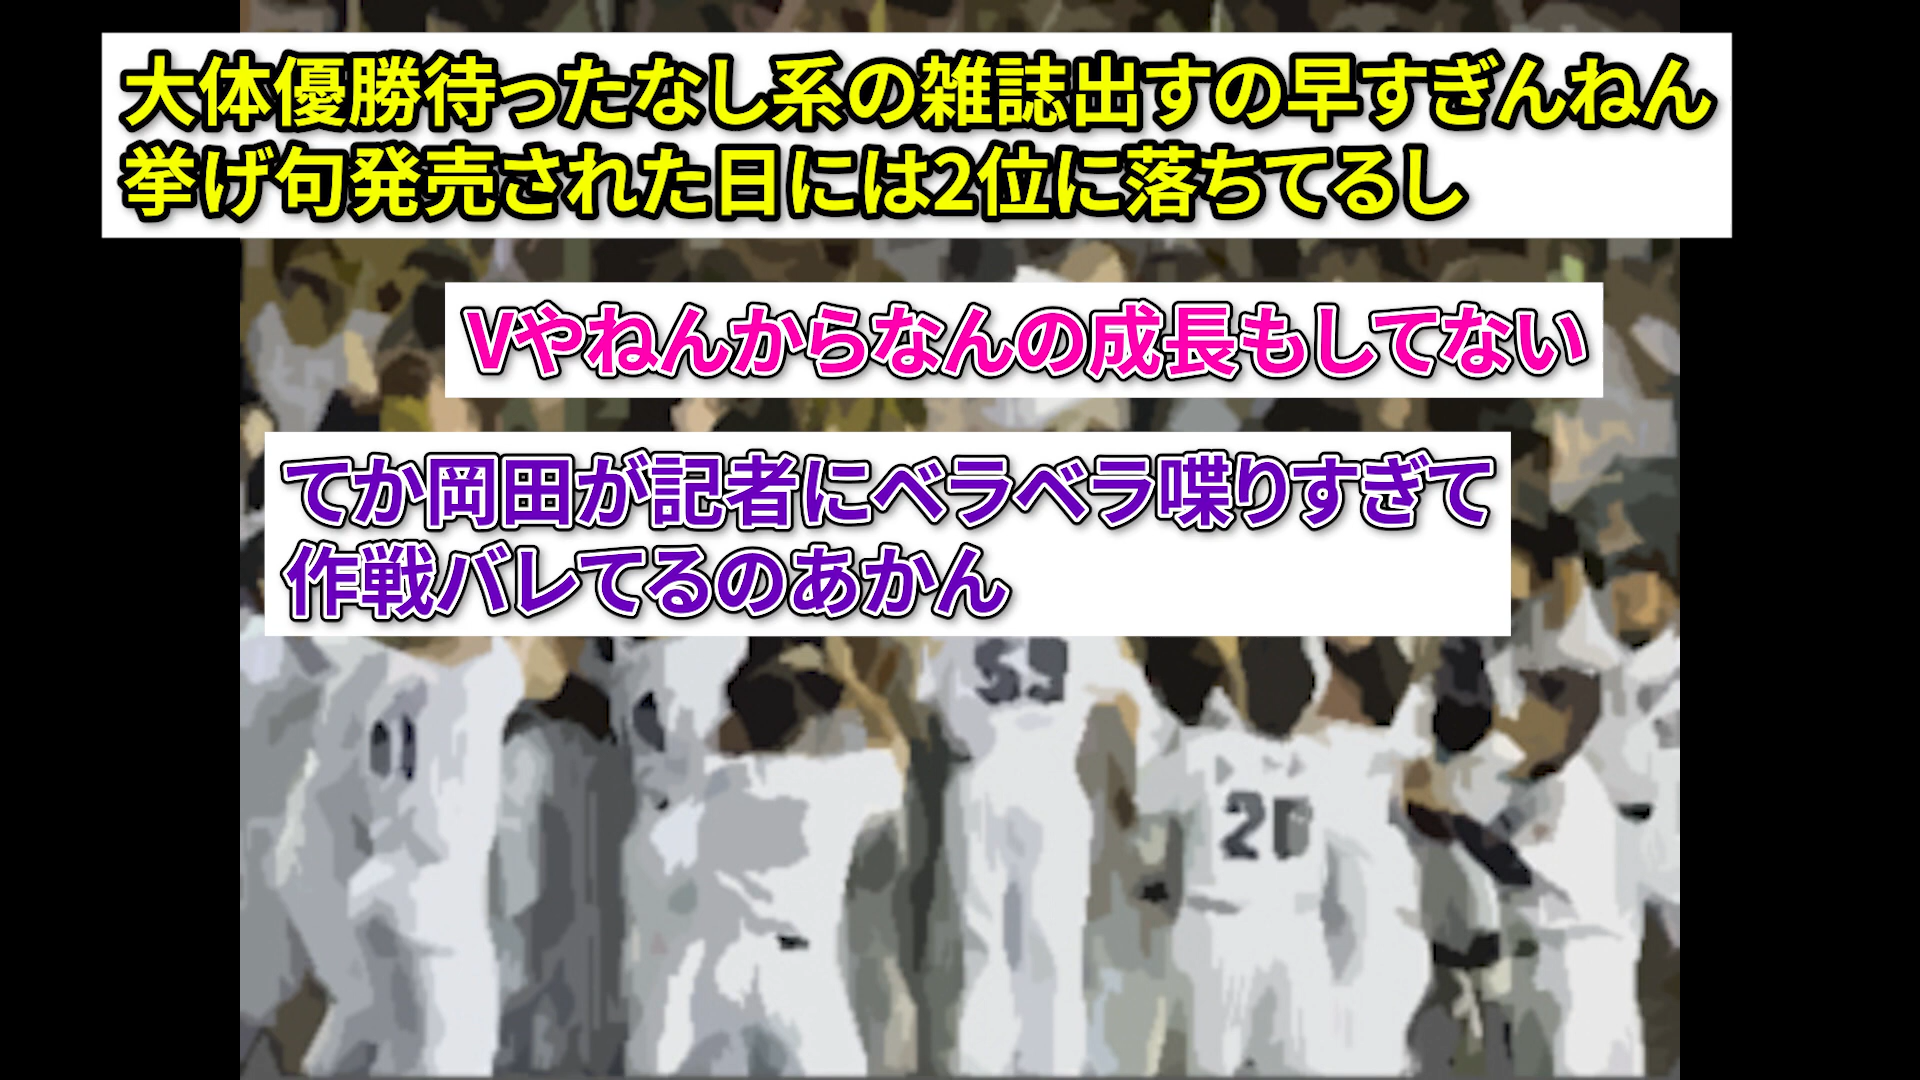 大体優勝待ったなし系の雑誌出すの早すぎんねん
挙げ句発売された日には2位に落ちてるし
Vやねんからなんの成長もしてない
てか岡田が記者にベラベラ喋りすぎて
作戦バレてるのあかん
59
20